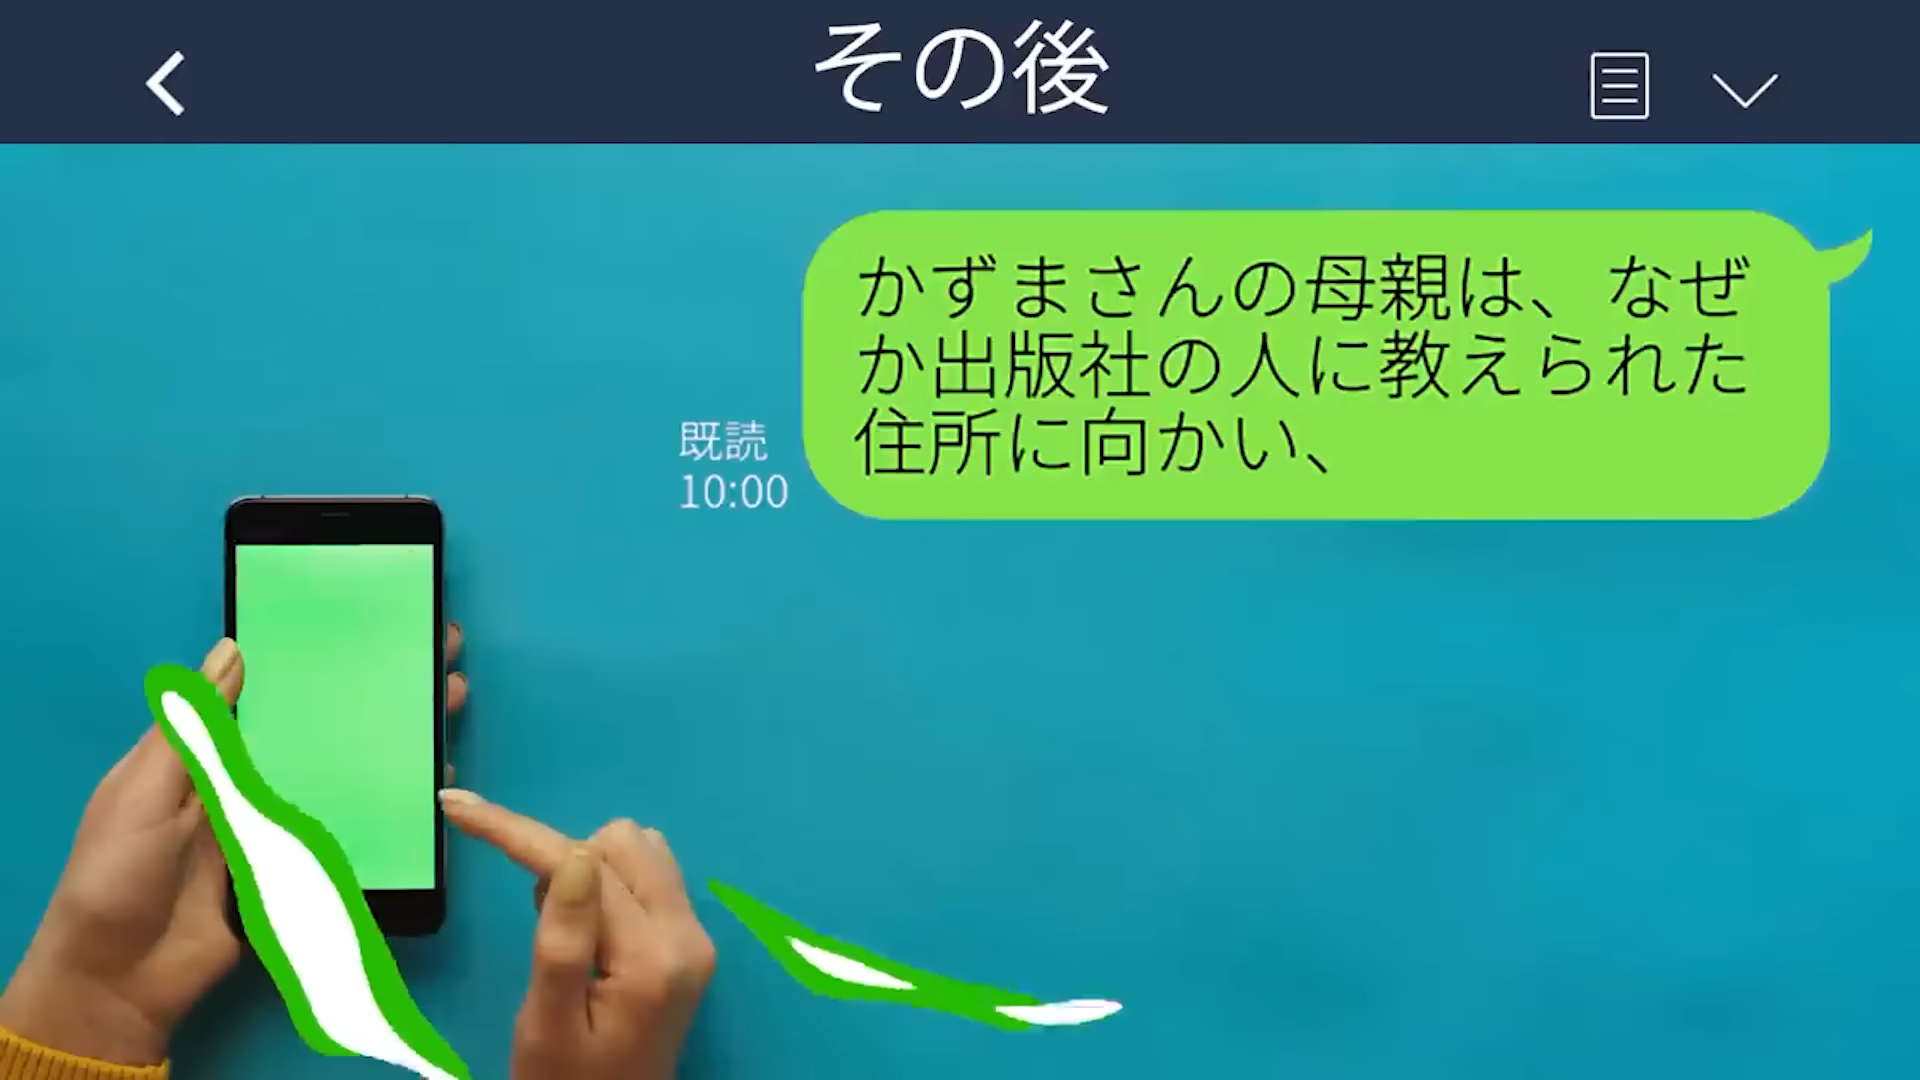 その後
かずまさんの母親は、なぜ
か出版社の人に教えられた
住所に向かい、
既読
10:00